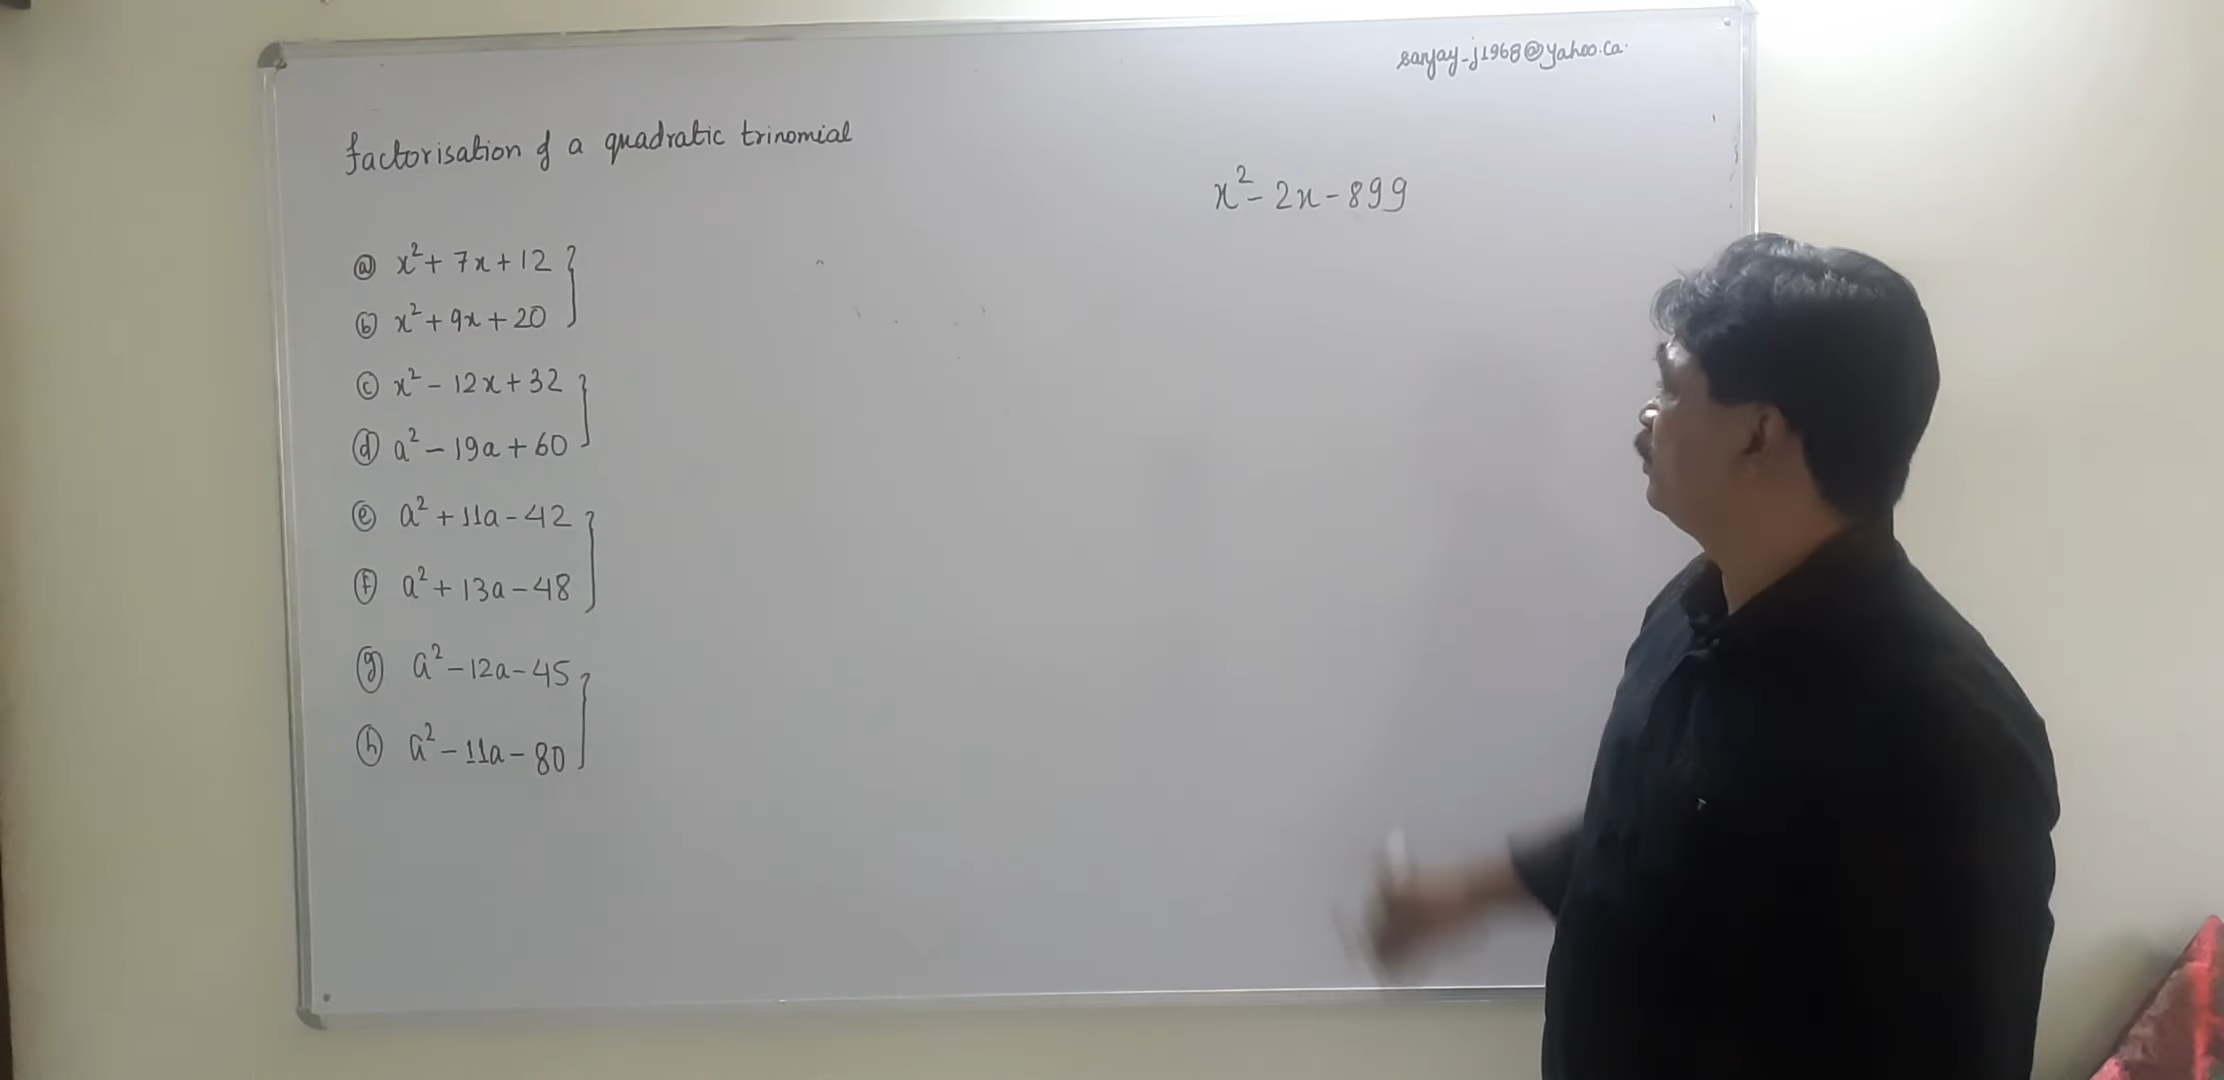 sanjay-j1968@yahoo.ca.
factorisation of a quadratic trinomial
x² - 2x - 899
(a) x² + 7x + 12
(b) x² + 9x + 20
(c) x² - 12x + 32
(d) a² - 19a + 60
(e) a² + 11a - 42
(f) a² + 13a - 48
(g) a² - 12a - 45
(h) a² - 11a - 80